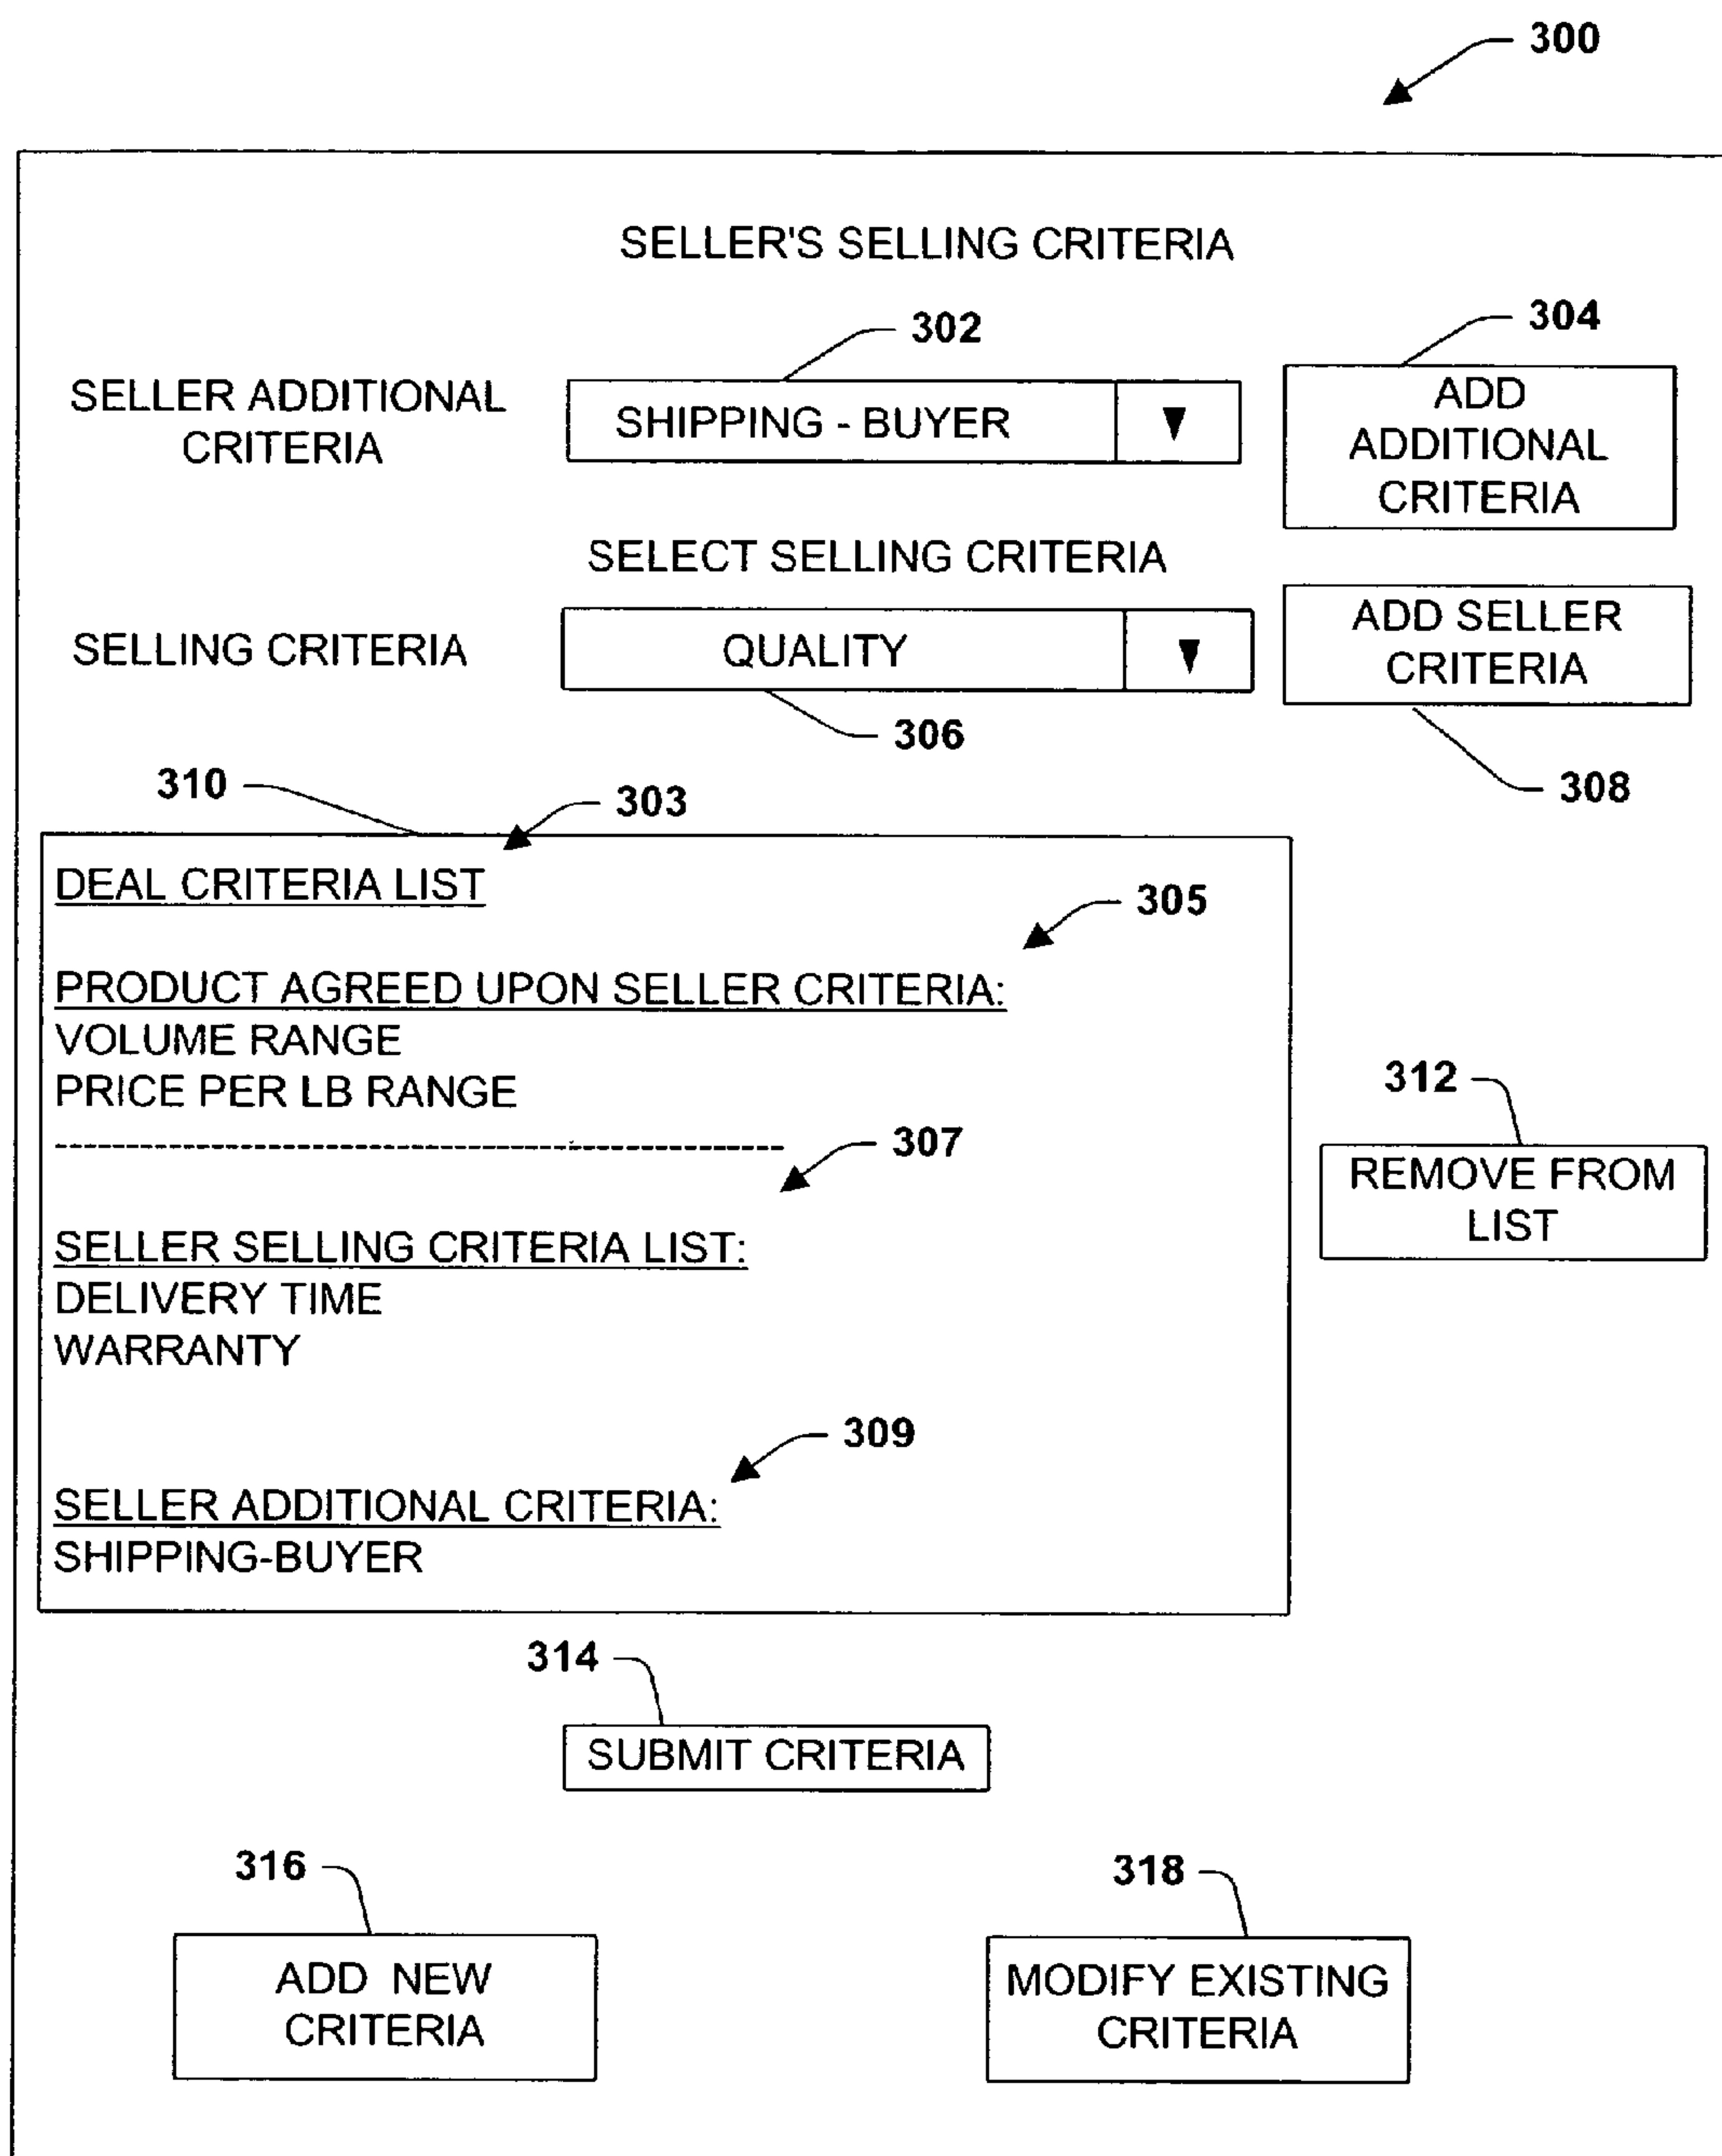 300
SELLER'S SELLING CRITERIA
302
304
SELLER ADDITIONAL
CRITERIA
SHIPPING - BUYER
ADD
ADDITIONAL
CRITERIA
SELECT SELLING CRITERIA
SELLING CRITERIA
QUALITY
ADD SELLER
CRITERIA
306
308
310
303
DEAL CRITERIA LIST
305
PRODUCT AGREED UPON SELLER CRITERIA:
VOLUME RANGE
PRICE PER LB RANGE
307
312
REMOVE FROM
LIST
SELLER SELLING CRITERIA LIST:
DELIVERY TIME
WARRANTY
309
SELLER ADDITIONAL CRITERIA:
SHIPPING-BUYER
314
SUBMIT CRITERIA
316
318
ADD NEW
CRITERIA
MODIFY EXISTING
CRITERIA